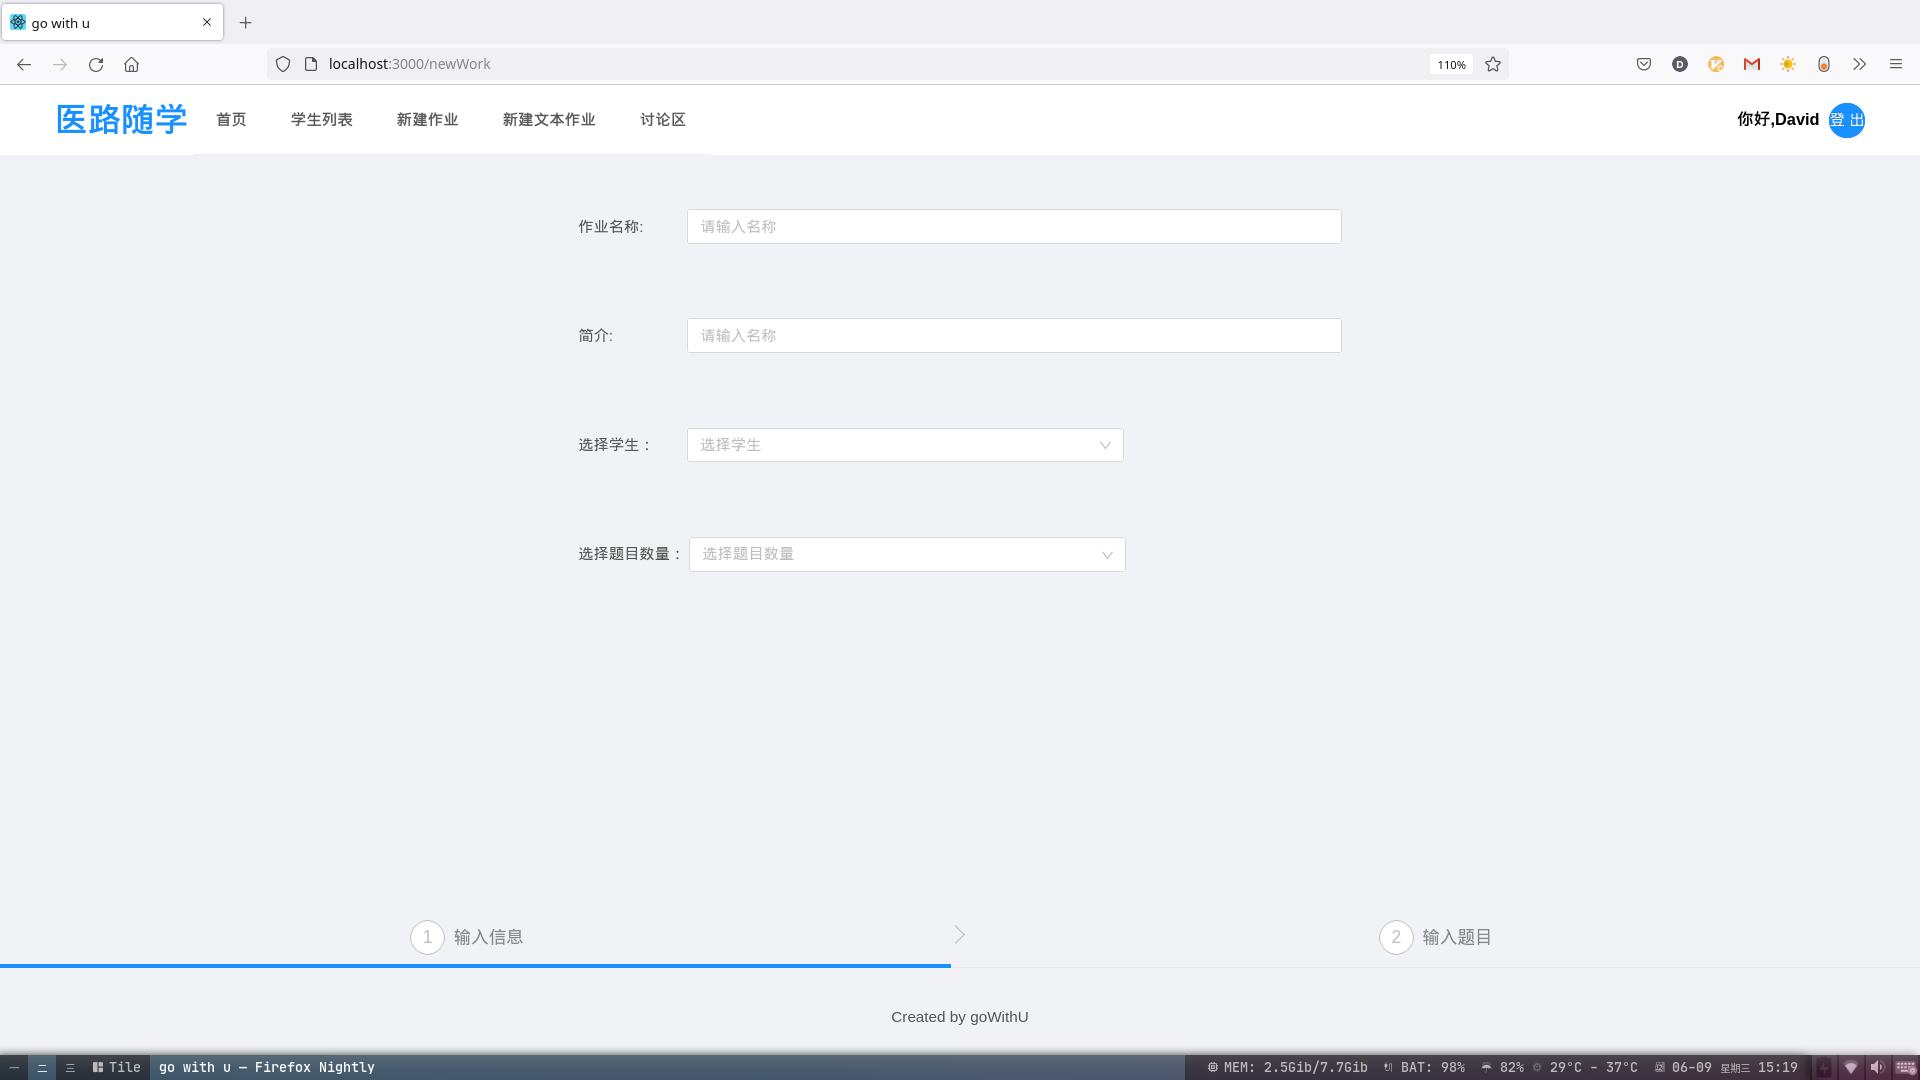 go with u
localhost:3000/newWork
110%
医路随学 首页 学生列表 新建作业 新建文本作业 讨论区 你好,David 登 出
作业名称: 请输入名称
简介: 请输入名称
选择学生： 选择学生
选择题目数量： 选择题目数量
1 输入信息 2 输入题目
Created by goWithU
一 二 三 Tile go with u — Firefox Nightly MEM: 2.5Gib/7.7Gib BAT: 98% 82% 29°C - 37°C 06-09 星期三 15:19